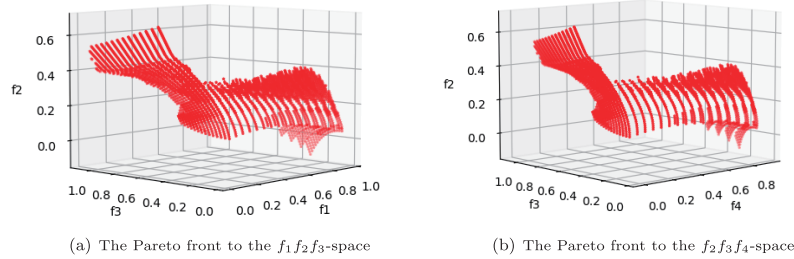 0.6
0.4
0.2
0.0
f2
1.0 0.8 0.6 0.4 0.2 0.0
f3
0.0 0.2 0.4 0.6 0.8 1.0
f1
(a) The Pareto front to the f1f2f3-space
0.6
0.4
0.2
0.0
f2
1.0 0.8 0.6 0.4 0.2 0.0
f3
0.0 0.2 0.4 0.6 0.8
f4
(b) The Pareto front to the f2f3f4-space